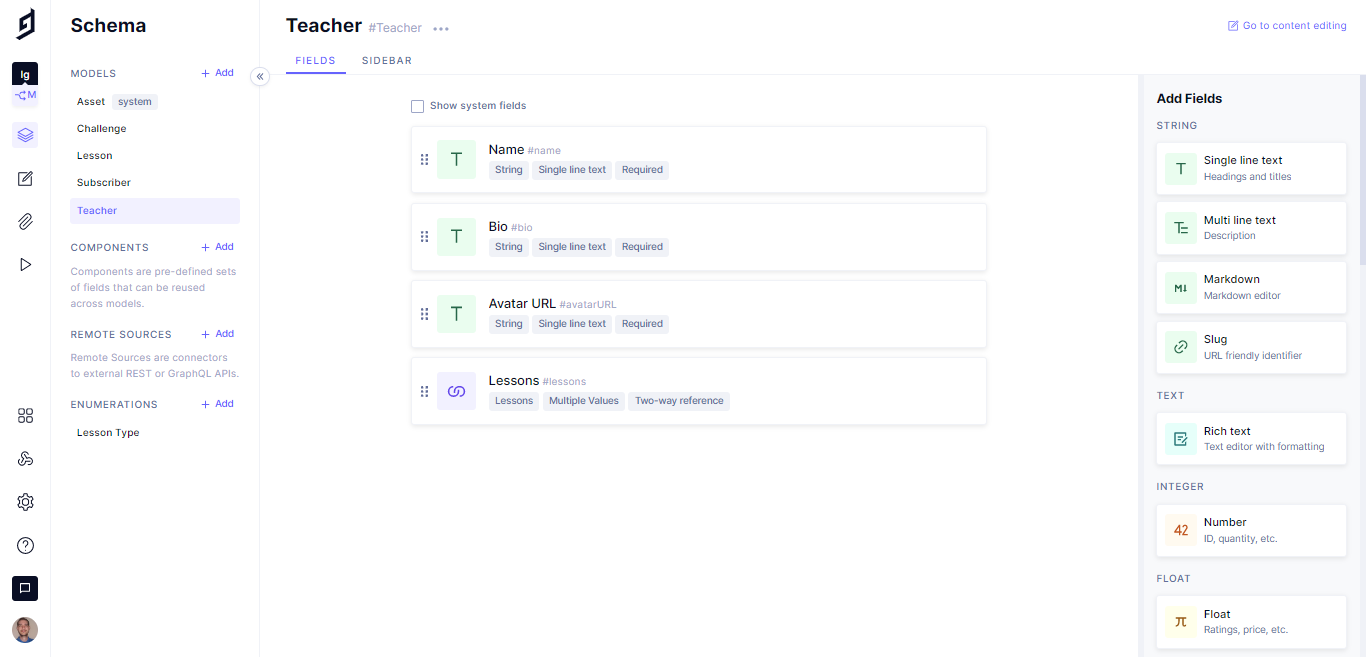 Schema
lg
M
MODELS
Add
Asset system
Challenge
Lesson
Subscriber
Teacher
COMPONENTS
Add
Components are pre-defined sets
of fields that can be reused
across models.
REMOTE SOURCES
Add
Remote Sources are connectors
to external REST or GraphQL APIs.
ENUMERATIONS
Add
Lesson Type
Teacher #Teacher
Go to content editing
FIELDS SIDEBAR
Show system fields
T
Name #name
String Single line text Required
T
Bio #bio
String Single line text Required
T
Avatar URL #avatarURL
String Single line text Required
Lessons #lessons
Lessons Multiple Values Two-way reference
Add Fields
STRING
T
Single line text
Headings and titles
T
Multi line text
Description
M↓
Markdown
Markdown editor
Slug
URL friendly identifier
TEXT
Rich text
Text editor with formatting
INTEGER
42
Number
ID, quantity, etc.
FLOAT
π
Float
Ratings, price, etc.